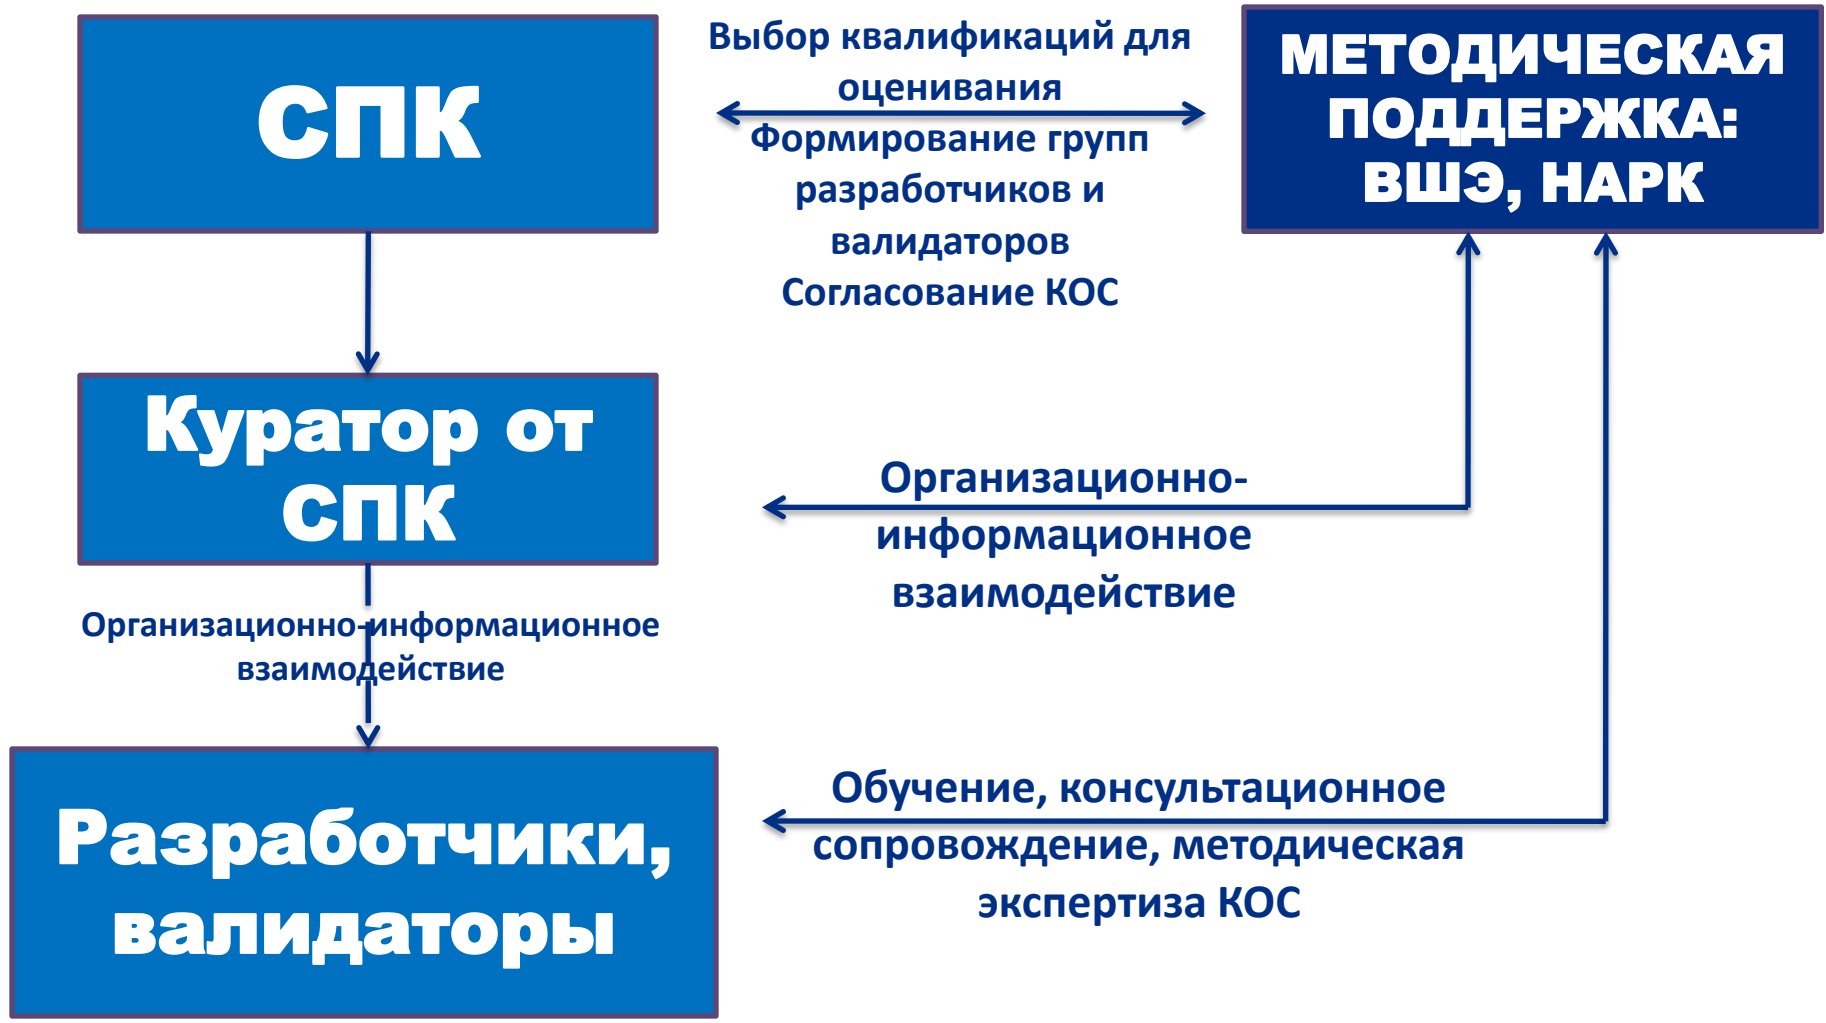 СПК
Выбор квалификаций для
оценивания
Формирование групп
разработчиков и
валидаторов
Согласование КОС
МЕТОДИЧЕСКАЯ
ПОДДЕРЖКА:
ВШЭ, НАРК
Куратор от
СПК
Организационно-
информационное
взаимодействие
Организационно-информационное
взаимодействие
Разработчики,
валидаторы
Обучение, консультационное
сопровождение, методическая
экспертиза КОС